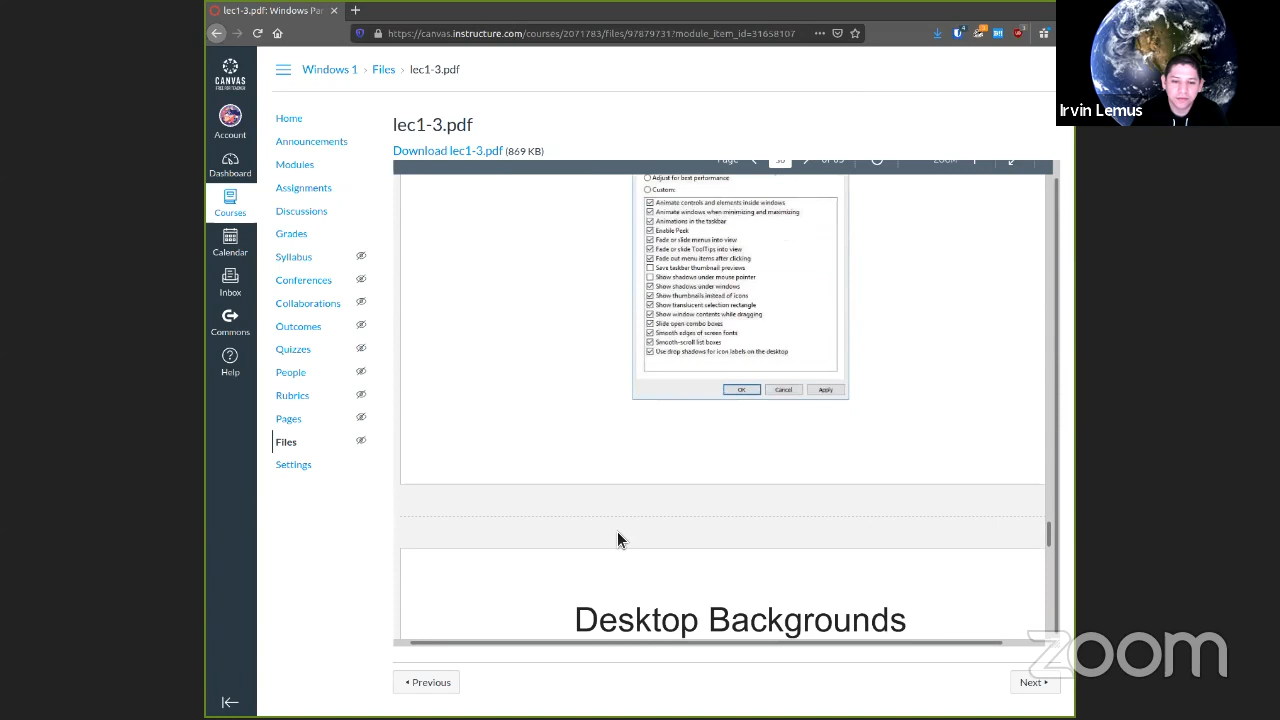 lec1-3.pdf: Windows Par
https://canvas.instructure.com/courses/2071783/files/97879731?module_item_id=31658107
Irvin Lemus
CANVAS
FREE FOR TEACHER
Account
Dashboard
Courses
Calendar
Inbox
Commons
Help
Windows 1 › Files › lec1-3.pdf
Home
Announcements
Modules
Assignments
Discussions
Grades
Syllabus
Conferences
Collaborations
Outcomes
Quizzes
People
Rubrics
Pages
Files
Settings
lec1-3.pdf
Download lec1-3.pdf (869 KB)
Adjust for best performance
Custom:
Animate controls and elements inside windows
Animate windows when minimizing and maximizing
Animations in the taskbar
Enable Peek
Fade or slide menus into view
Fade or slide ToolTips into view
Fade out menu items after clicking
Save taskbar thumbnail previews
Show shadows under mouse pointer
Show shadows under windows
Show thumbnails instead of icons
Show translucent selection rectangle
Show window contents while dragging
Slide open combo boxes
Smooth edges of screen fonts
Smooth-scroll list boxes
Use drop shadows for icon labels on the desktop
OK Cancel Apply
Desktop Backgrounds
Previous
Next
zoom